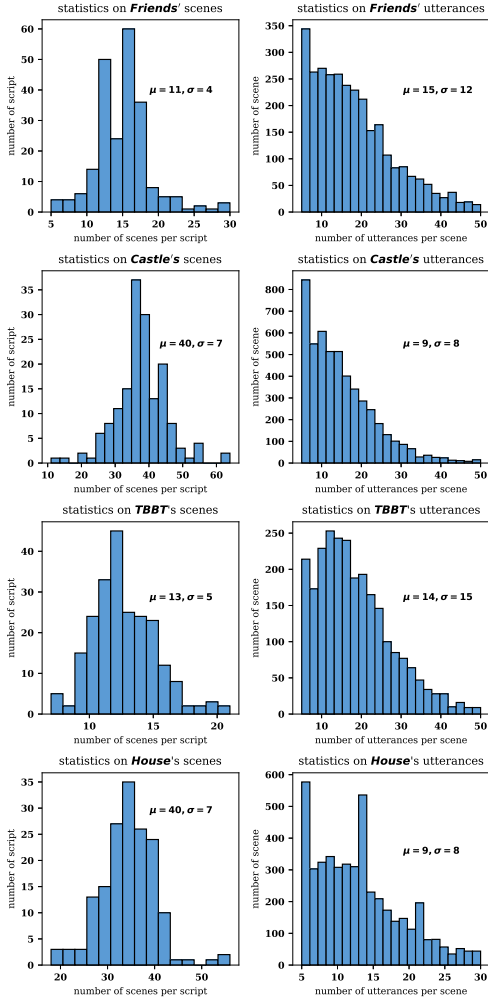 statistics on Friends' scenes
number of script
60
50
40
30
20
10
0
μ = 11, σ = 4
5 10 15 20 25 30
number of scenes per script
statistics on Friends' utterances
number of scene
350
300
250
200
150
100
50
0
μ = 15, σ = 12
10 20 30 40 50
number of utterances per scene
statistics on Castle's scenes
number of script
35
30
25
20
15
10
5
0
μ = 40, σ = 7
10 20 30 40 50 60
number of scenes per script
statistics on Castle's utterances
number of scene
800
700
600
500
400
300
200
100
0
μ = 9, σ = 8
10 20 30 40 50
number of utterances per scene
statistics on TBBT's scenes
number of script
40
30
20
10
0
μ = 13, σ = 5
10 15 20
number of scenes per script
statistics on TBBT's utterances
number of scene
250
200
150
100
50
0
μ = 14, σ = 15
10 20 30 40 50
number of utterances per scene
statistics on House's scenes
number of script
35
30
25
20
15
10
5
0
μ = 40, σ = 7
20 30 40 50
number of scenes per script
statistics on House's utterances
number of scene
600
500
400
300
200
100
0
μ = 9, σ = 8
5 10 15 20 25 30
number of utterances per scene